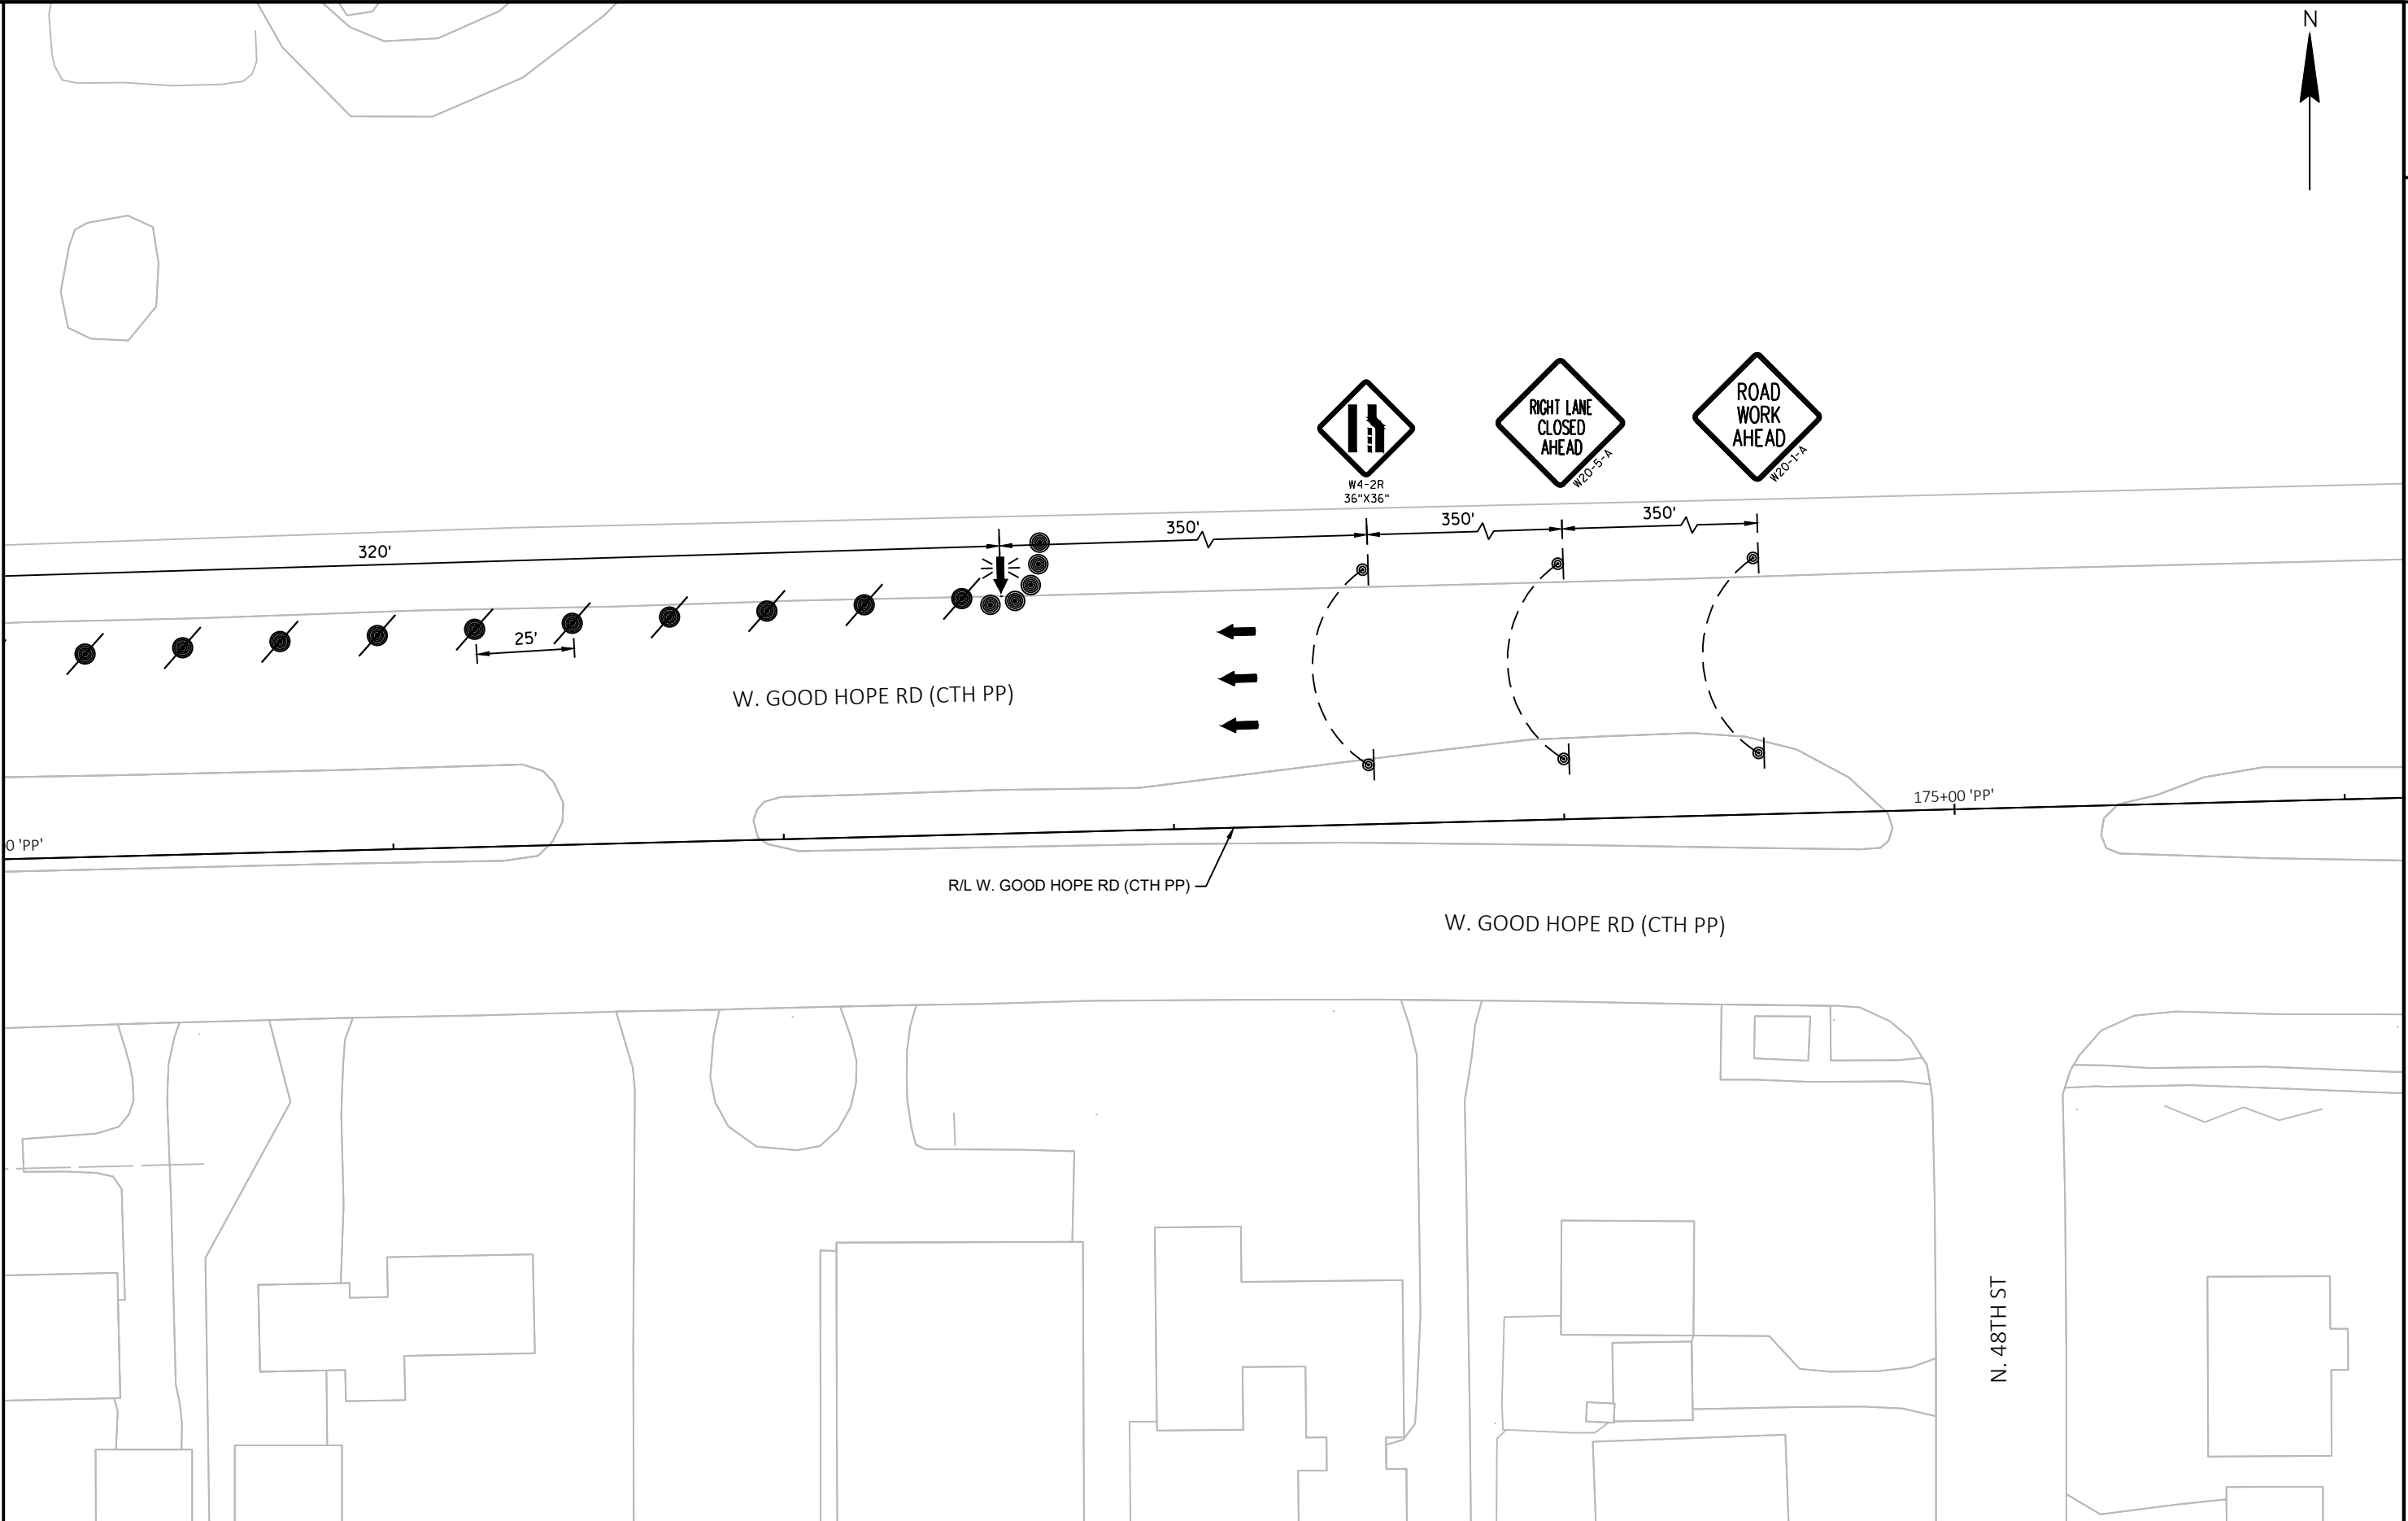 N
ROAD
WORK
AHEAD
W20-1-A
RIGHT LANE
CLOSED
AHEAD
W20-5-A
W4-2R
36"X36"
320'
350'
350'
350'
25'
W. GOOD HOPE RD (CTH PP)
175+00 'PP'
0 'PP'
R/L W. GOOD HOPE RD (CTH PP)
W. GOOD HOPE RD (CTH PP)
N. 48TH ST